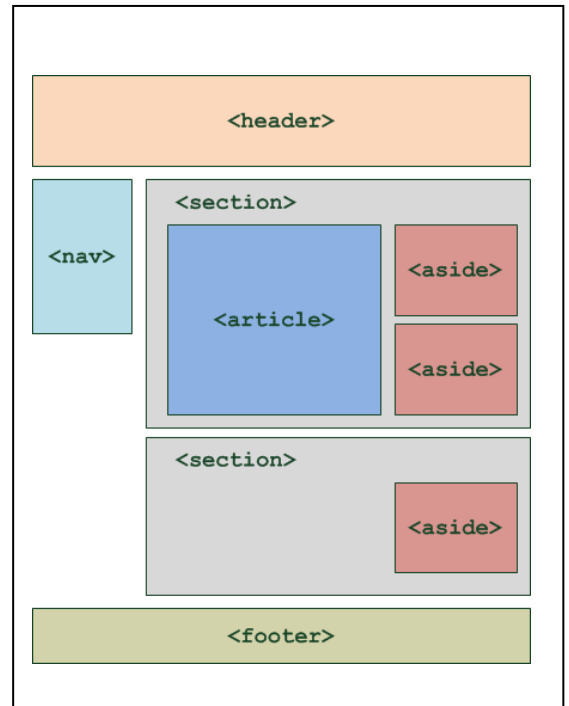 <header>
<nav>
<section>
<article>
<aside>
<aside>
<section>
<aside>
<footer>